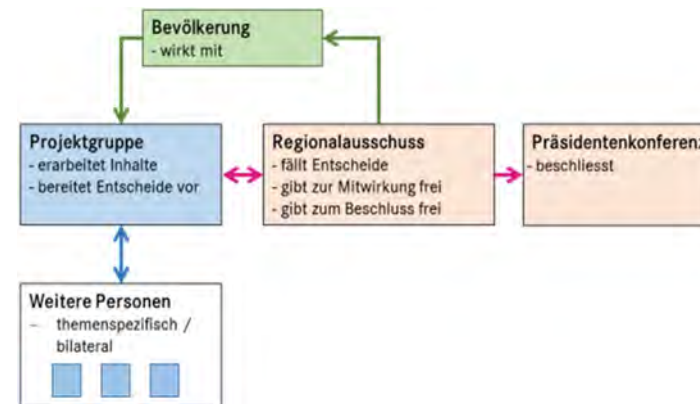 Bevölkerung
- wirkt mit
Projektgruppe
- erarbeitet Inhalte
- bereitet Entscheide vor
Regionalausschuss
- fällt Entscheide
- gibt zur Mitwirkung frei
- gibt zum Beschluss frei
Präsidentenkonferenz
- beschliesst
Weitere Personen
– themenspezifisch /
bilateral